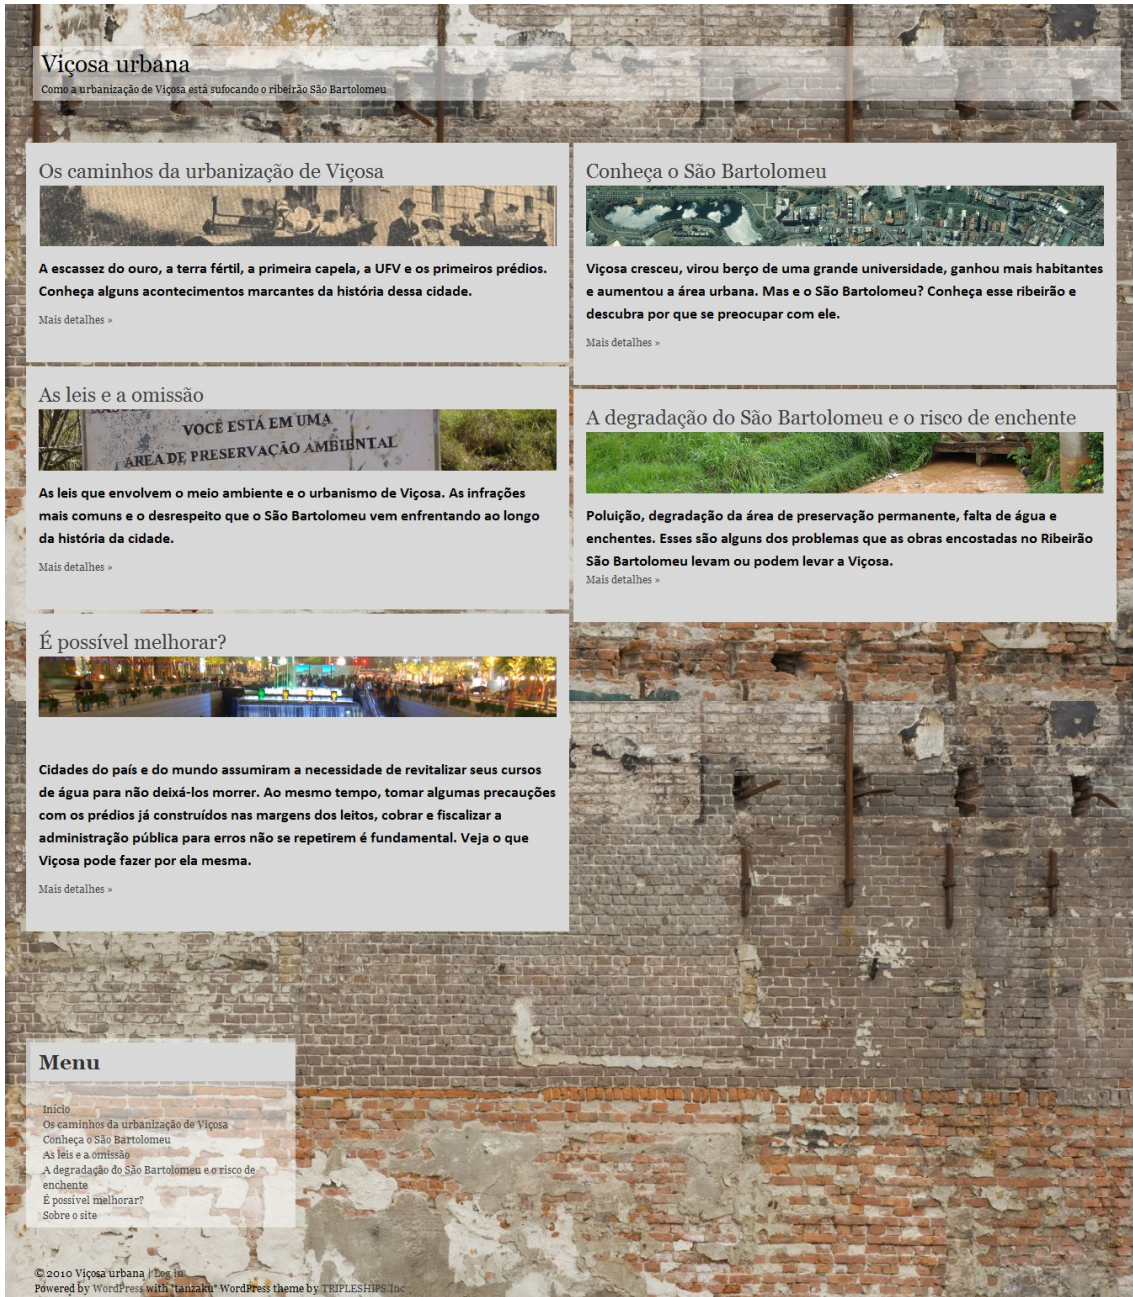 Viçosa urbana
Como a urbanização de Viçosa está sufocando o ribeirão São Bartolomeu
Os caminhos da urbanização de Viçosa
A escassez do ouro, a terra fértil, a primeira capela, a UFV e os primeiros prédios.
Conheça alguns acontecimentos marcantes da história dessa cidade.
Mais detalhes »
As leis e a omissão
VOCÊ ESTÁ EM UMA
ÁREA DE PRESERVAÇÃO AMBIENTAL
As leis que envolvem o meio ambiente e o urbanismo de Viçosa. As infrações
mais comuns e o desrespeito que o São Bartolomeu vem enfrentando ao longo
da história da cidade.
Mais detalhes »
É possível melhorar?
Cidades do país e do mundo assumiram a necessidade de revitalizar seus cursos
de água para não deixá-los morrer. Ao mesmo tempo, tomar algumas precauções
com os prédios já construídos nas margens dos leitos, cobrar e fiscalizar a
administração pública para erros não se repetirem é fundamental. Veja o que
Viçosa pode fazer por ela mesma.
Mais detalhes »
Conheça o São Bartolomeu
Viçosa cresceu, virou berço de uma grande universidade, ganhou mais habitantes
e aumentou a área urbana. Mas e o São Bartolomeu? Conheça esse ribeirão e
descubra por que se preocupar com ele.
Mais detalhes »
A degradação do São Bartolomeu e o risco de enchente
Poluição, degradação da área de preservação permanente, falta de água e
enchentes. Esses são alguns dos problemas que as obras encostadas no Ribeirão
São Bartolomeu levam ou podem levar a Viçosa.
Mais detalhes »
Menu
Início
Os caminhos da urbanização de Viçosa
Conheça o São Bartolomeu
As leis e a omissão
A degradação do São Bartolomeu e o risco de
enchente
É possível melhorar?
Sobre o site
© 2010 Viçosa urbana | Log in
Powered by WordPress with "tanzaku" WordPress theme by TRIPLESHIPS.Inc